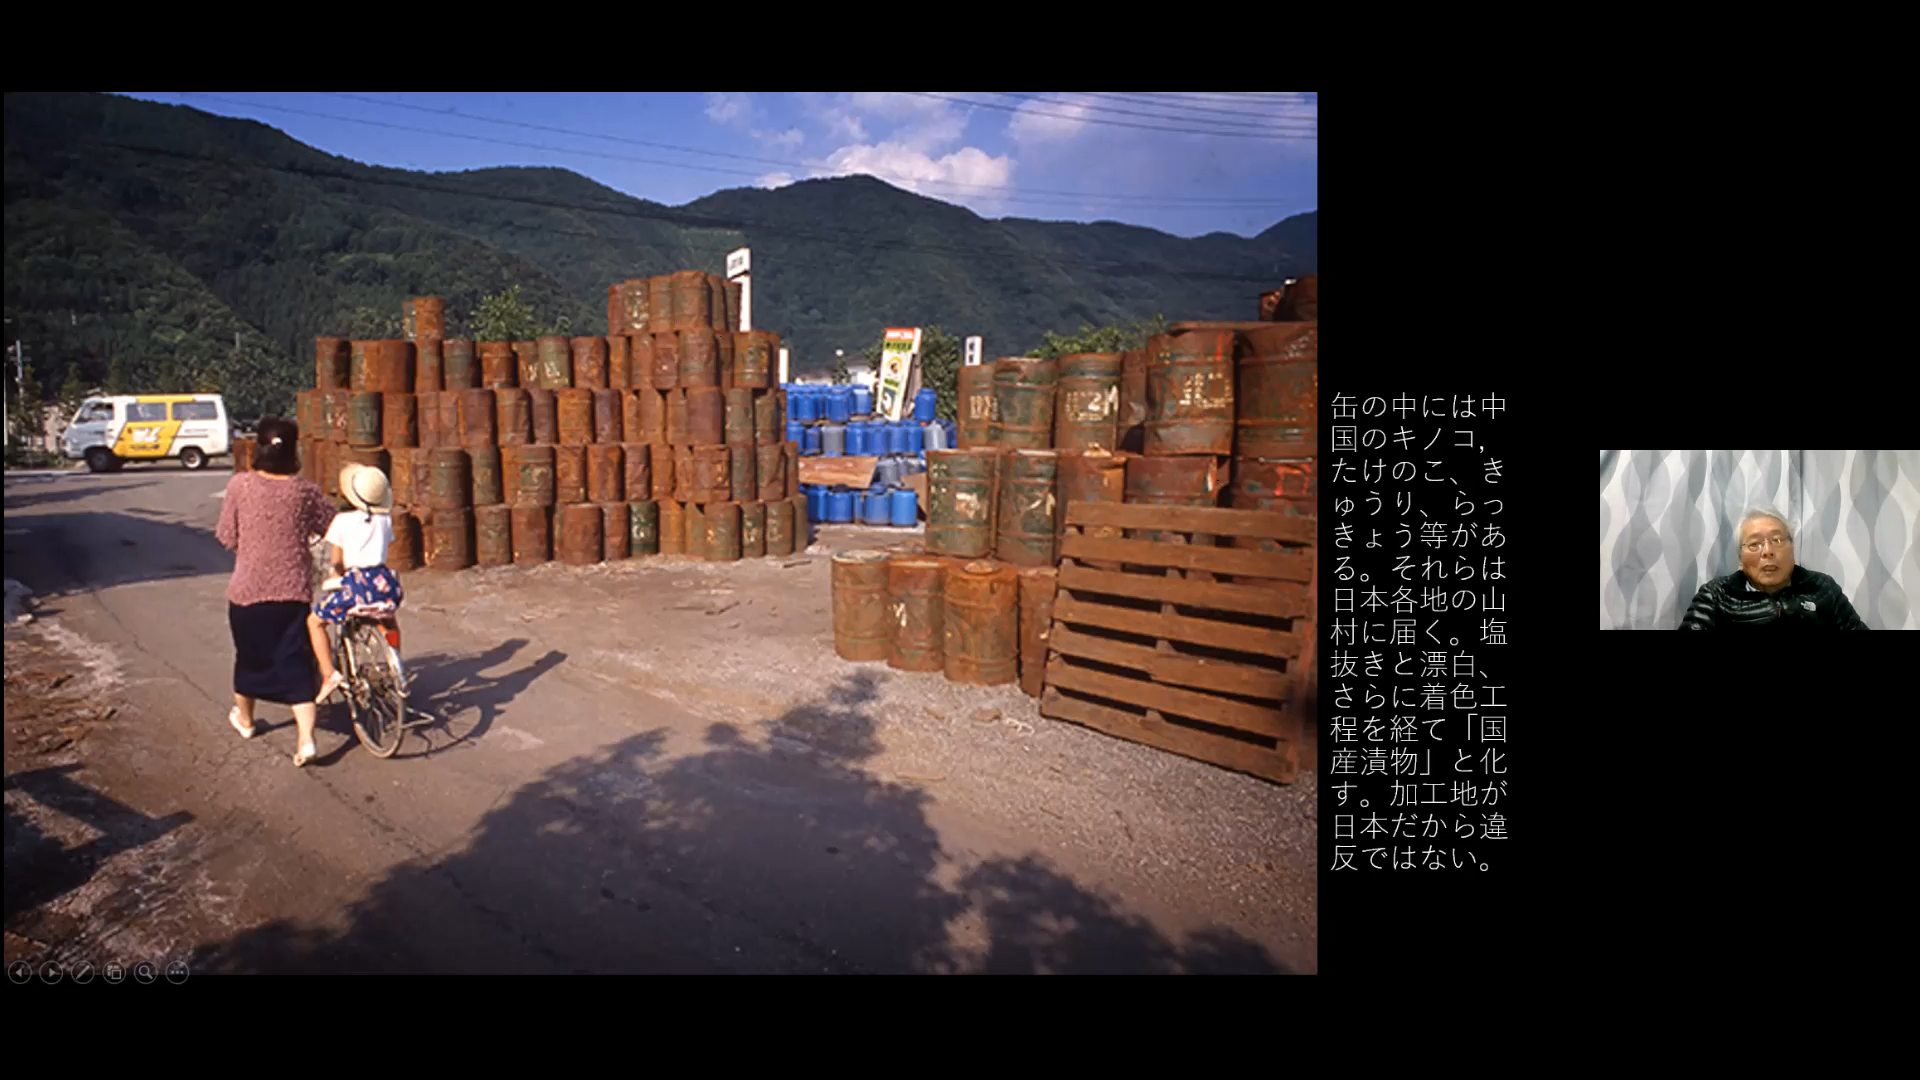 缶の中には中
国のキノコ,
たけのこ、き
ゅうり、らっ
きょう等があ
る。それらは
日本各地の山
村に届く。塩
抜きと漂白、
さらに着色工
程を経て「国
産漬物」と化
す。加工地が
日本だから違
反ではない。